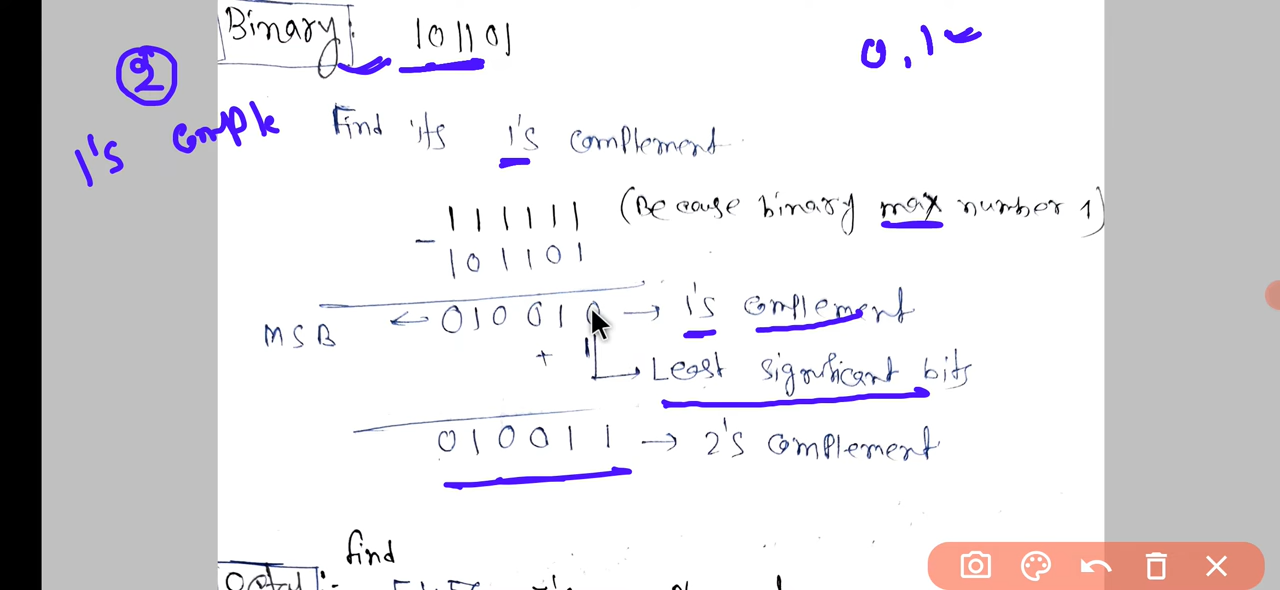 Binary 101101
0, 1
2
1's comple
Find its 1's complement
111111 (Because binary max number 1)
- 101101
MSB ← 010010 → 1's complement
+ 1 → Least significant bits
010011 → 2's complement
find